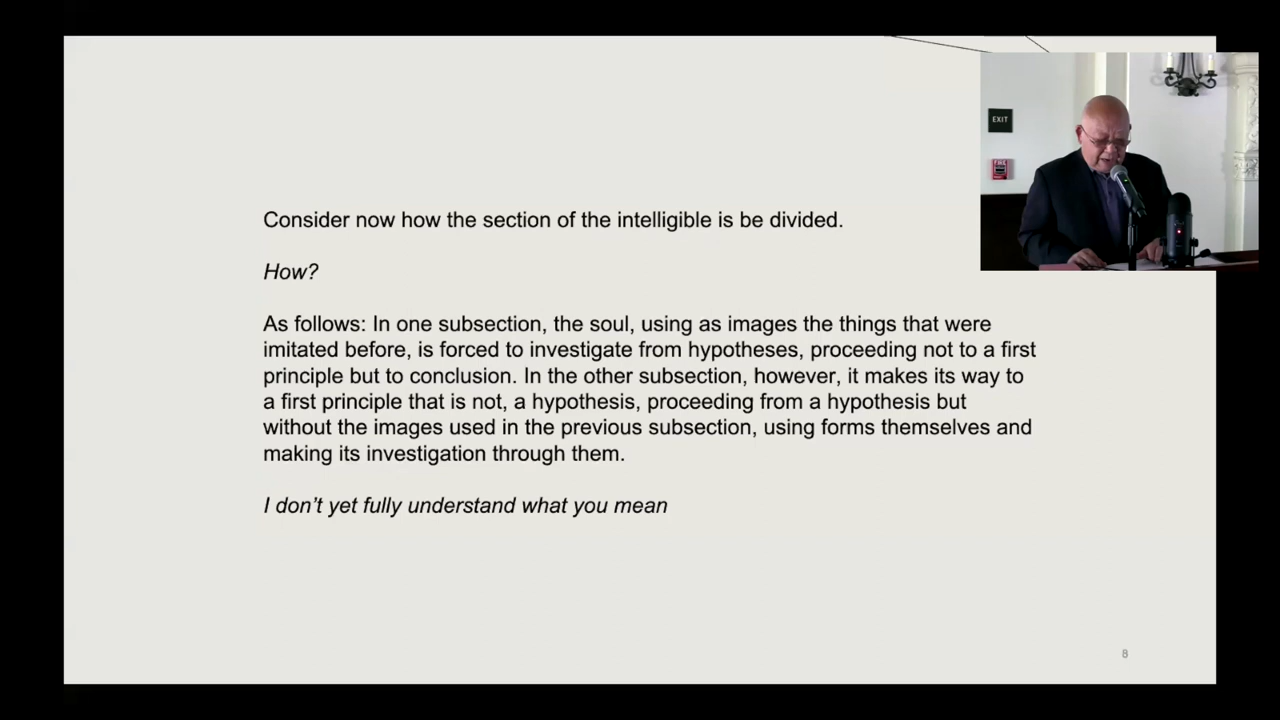 EXIT
FIRE
Consider now how the section of the intelligible is be divided.
How?
As follows: In one subsection, the soul, using as images the things that were
imitated before, is forced to investigate from hypotheses, proceeding not to a first
principle but to conclusion. In the other subsection, however, it makes its way to
a first principle that is not, a hypothesis, proceeding from a hypothesis but
without the images used in the previous subsection, using forms themselves and
making its investigation through them.
I don’t yet fully understand what you mean
8